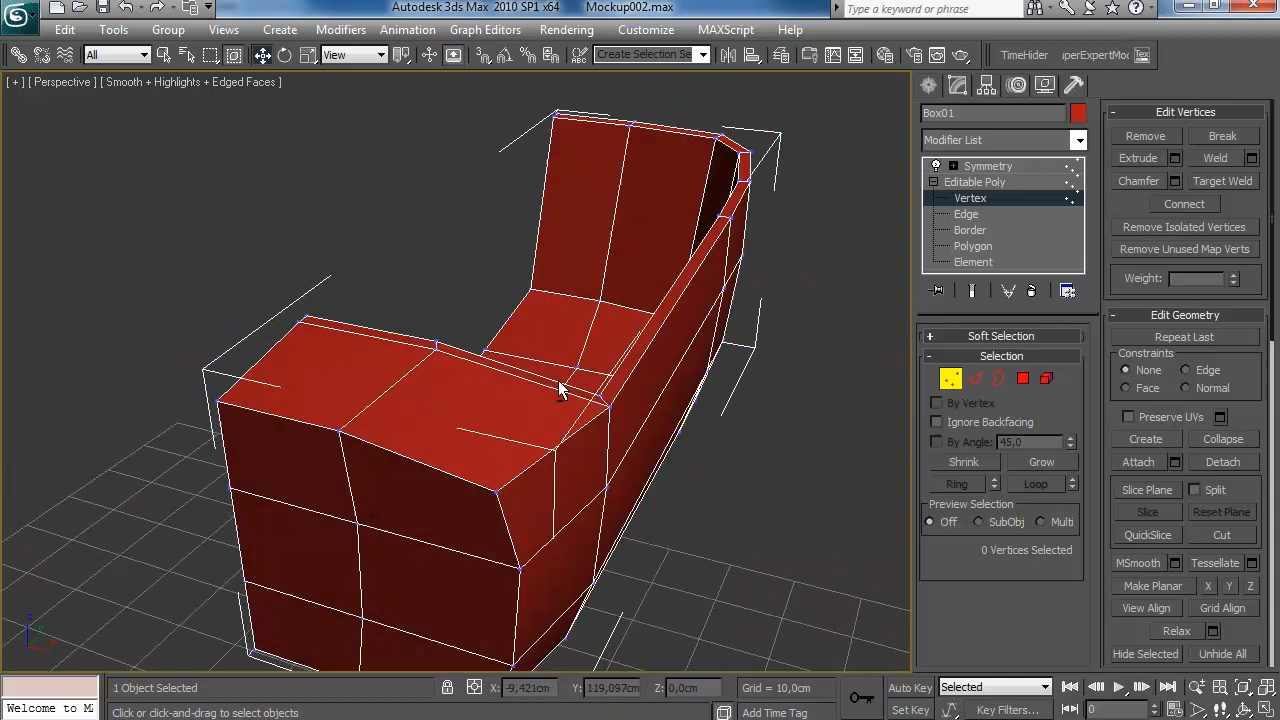 Autodesk 3ds Max 2010 SP1 x64 Mockup002.max
Type a keyword or phrase
Edit Tools Group Views Create Modifiers Animation Graph Editors Rendering Customize MAXScript Help
All View Create Selection Se TimeHider perExpertMod Tex
[ + ] [ Perspective ] [ Smooth + Highlights + Edged Faces ]
Box01
Modifier List
Symmetry
Editable Poly
Vertex
Edge
Border
Polygon
Element
+ Soft Selection
- Selection
By Vertex
Ignore Backfacing
By Angle: 45,0
Shrink Grow
Ring Loop
Preview Selection
Off SubObj Multi
0 Vertices Selected
- Edit Vertices
Remove Break
Extrude Weld
Chamfer Target Weld
Connect
Remove Isolated Vertices
Remove Unused Map Verts
Weight:
- Edit Geometry
Repeat Last
Constraints
None Edge
Face Normal
Preserve UVs
Create Collapse
Attach Detach
Slice Plane Split
Slice Reset Plane
QuickSlice Cut
MSmooth Tessellate
Make Planar X Y Z
View Align Grid Align
Relax
Hide Selected Unhide All
1 Object Selected X: -9,421cm Y: 119,097cm Z: 0,0cm Grid = 10,0cm Auto Key Selected
Welcome to M Click or click-and-drag to select objects Add Time Tag Set Key Key Filters... 0